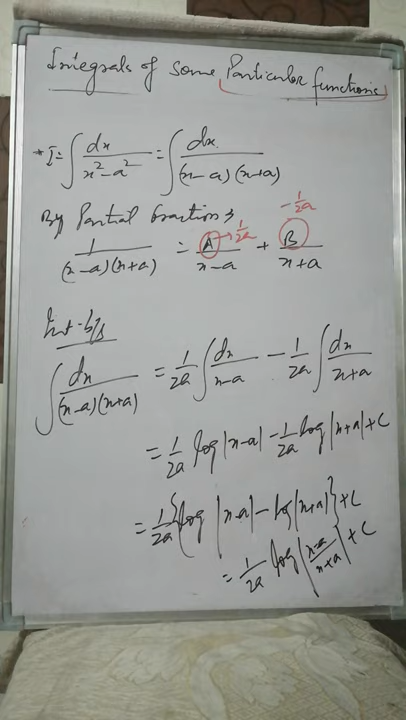 Integrals of some Particular functions
* I = ∫ dx / (x² - a²) = ∫ dx / (x-a)(x+a)
By Partial fractions
1 / (x-a)(x+a) = A → 1/2a / (x-a) + B -1/2a / (x+a)
Int. b/s
∫ dx / (x-a)(x+a) = 1/2a ∫ dx / (x-a) - 1/2a ∫ dx / (x+a)
= 1/2a log|x-a| - 1/2a log|x+a| + C
= 1/2a {log |x-a| - log|x+a|} + C
= 1/2a log |x-a / x+a| + C